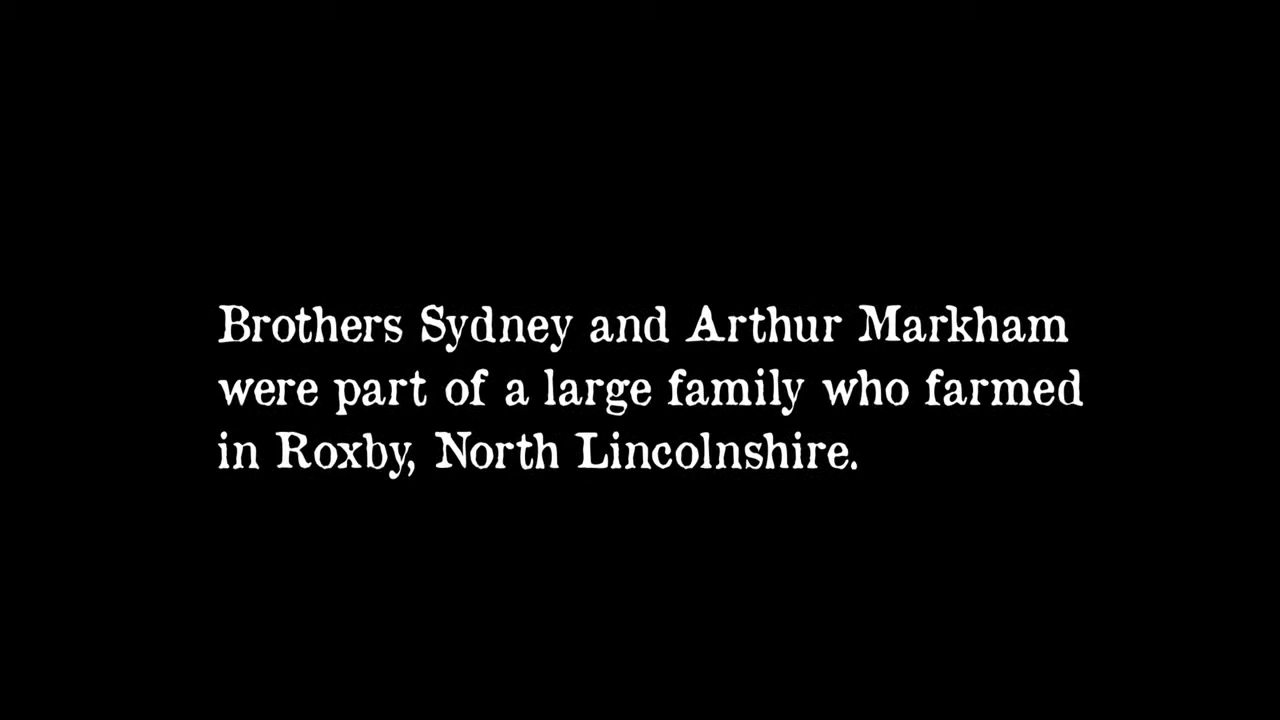 Brothers Sydney and Arthur Markham
were part of a large family who farmed
in Roxby, North Lincolnshire.